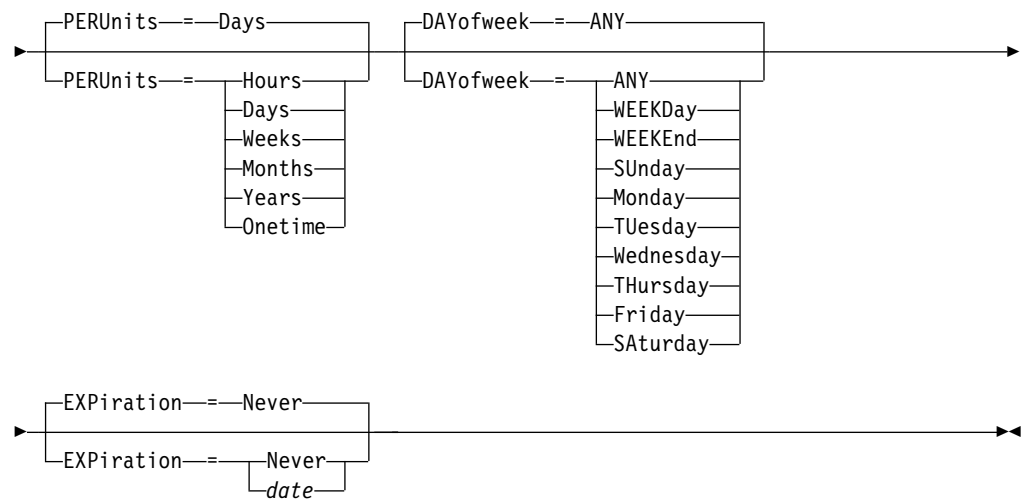 PERUnits = Days DAYofweek = ANY
PERUnits = Hours DAYofweek = ANY
Days WEEKDay
Weeks WEEKEnd
Months SUnday
Years Monday
Onetime TUesday
Wednesday
THursday
Friday
SAturday
EXPiration = Never
EXPiration = Never
date